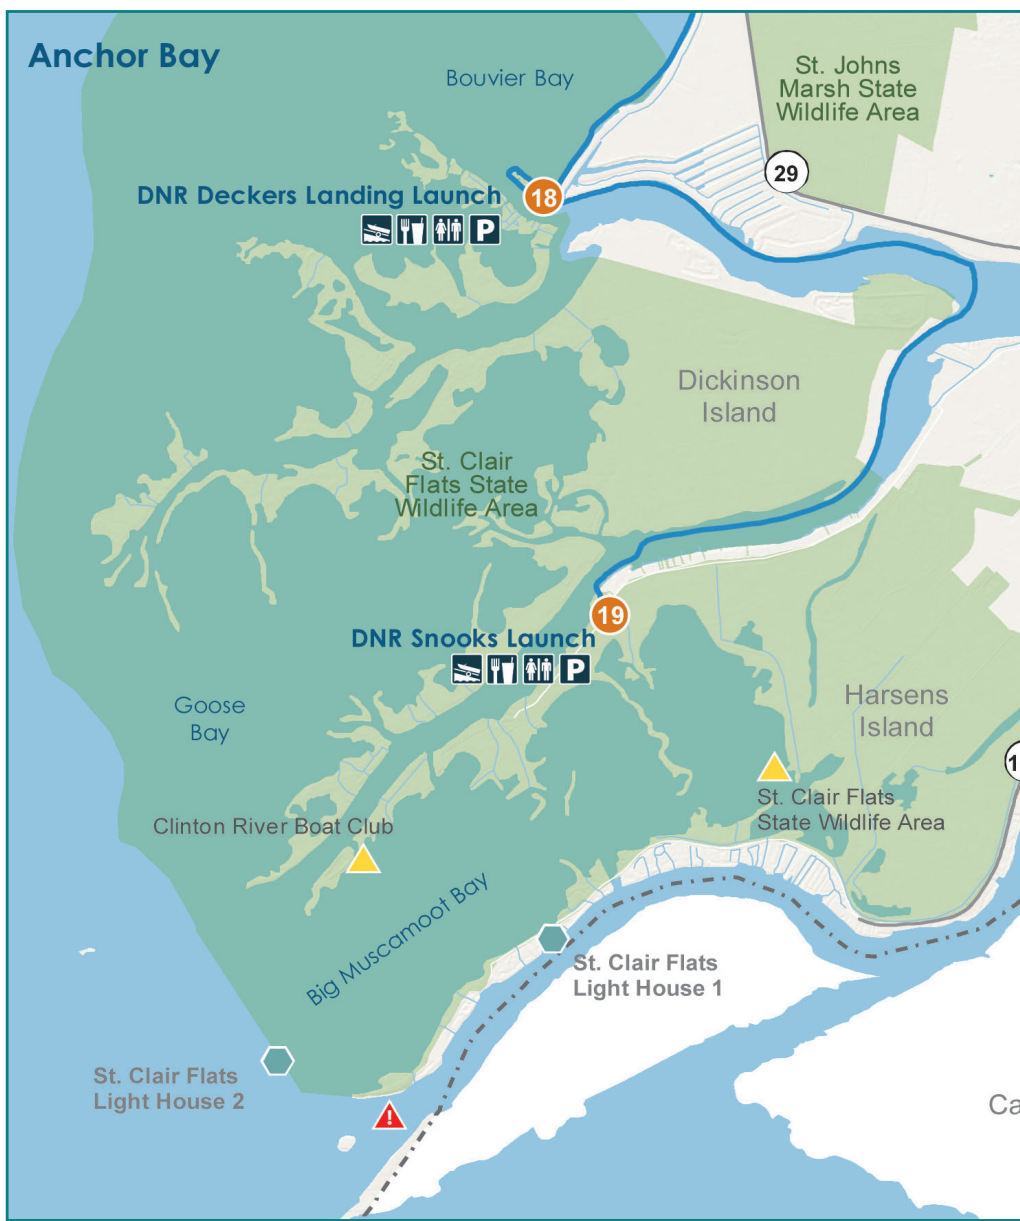 Anchor Bay
Bouvier Bay
St. Johns
Marsh State
Wildlife Area
29
DNR Deckers Landing Launch
18
P
Dickinson
Island
St. Clair
Flats State
Wildlife Area
19
DNR Snooks Launch
P
Goose
Bay
Harsens
Island
1
St. Clair Flats
State Wildlife Area
Clinton River Boat Club
Big Muscamoot Bay
St. Clair Flats
Light House 1
St. Clair Flats
Light House 2
!
Ca